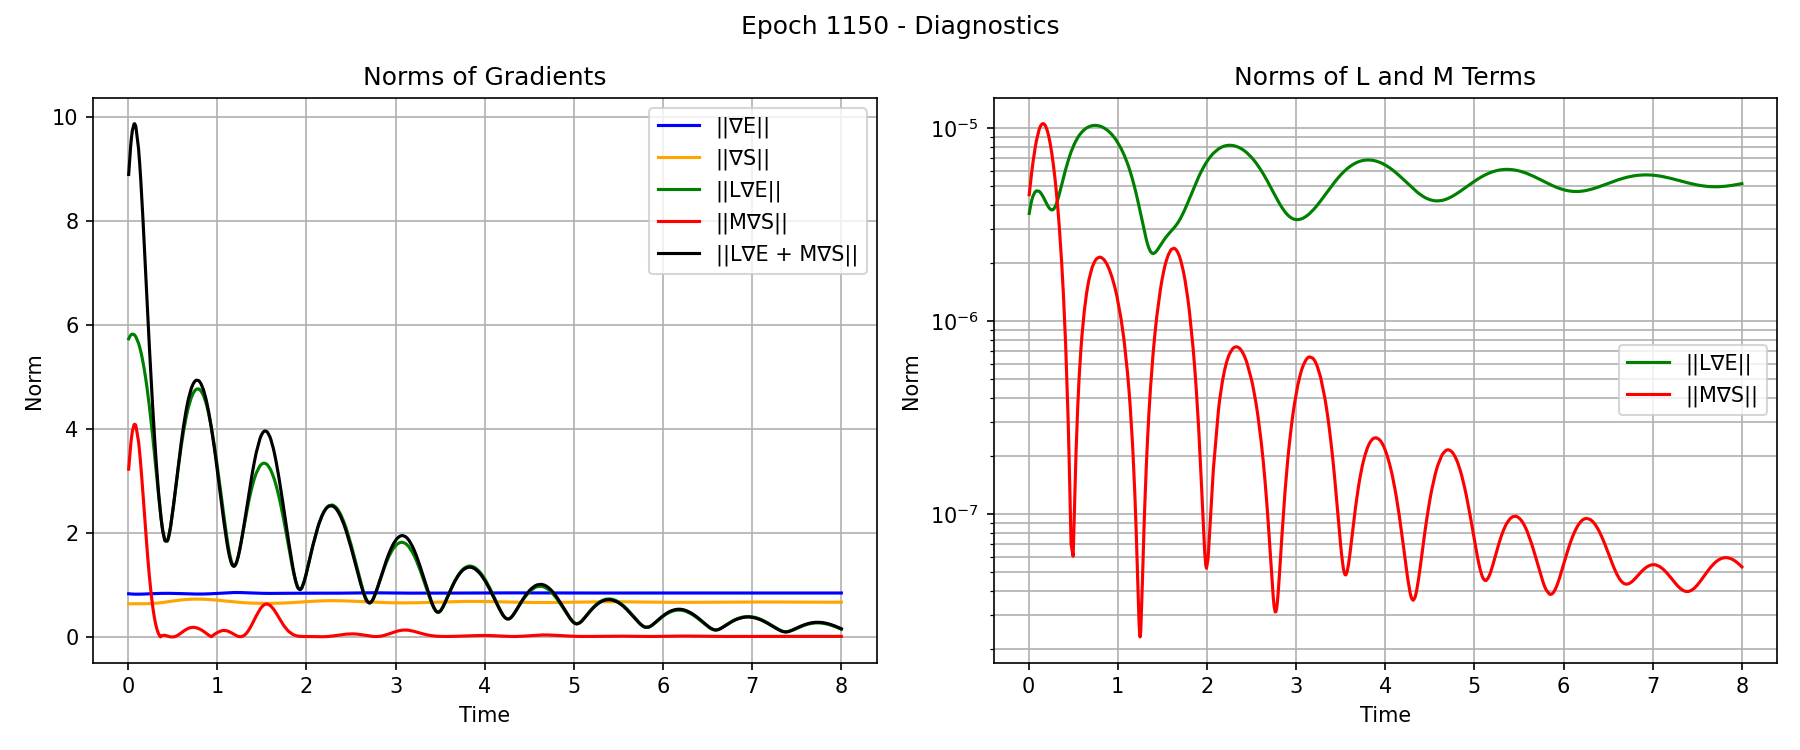 Epoch 1150 - Diagnostics
Norms of Gradients
Norm
10
8
6
4
2
0
||∇E||
||∇S||
||L∇E||
||M∇S||
||L∇E + M∇S||
0 1 2 3 4 5 6 7 8
Time
Norms of L and M Terms
Norm
10⁻⁵
10⁻⁶
10⁻⁷
||L∇E||
||M∇S||
0 1 2 3 4 5 6 7 8
Time